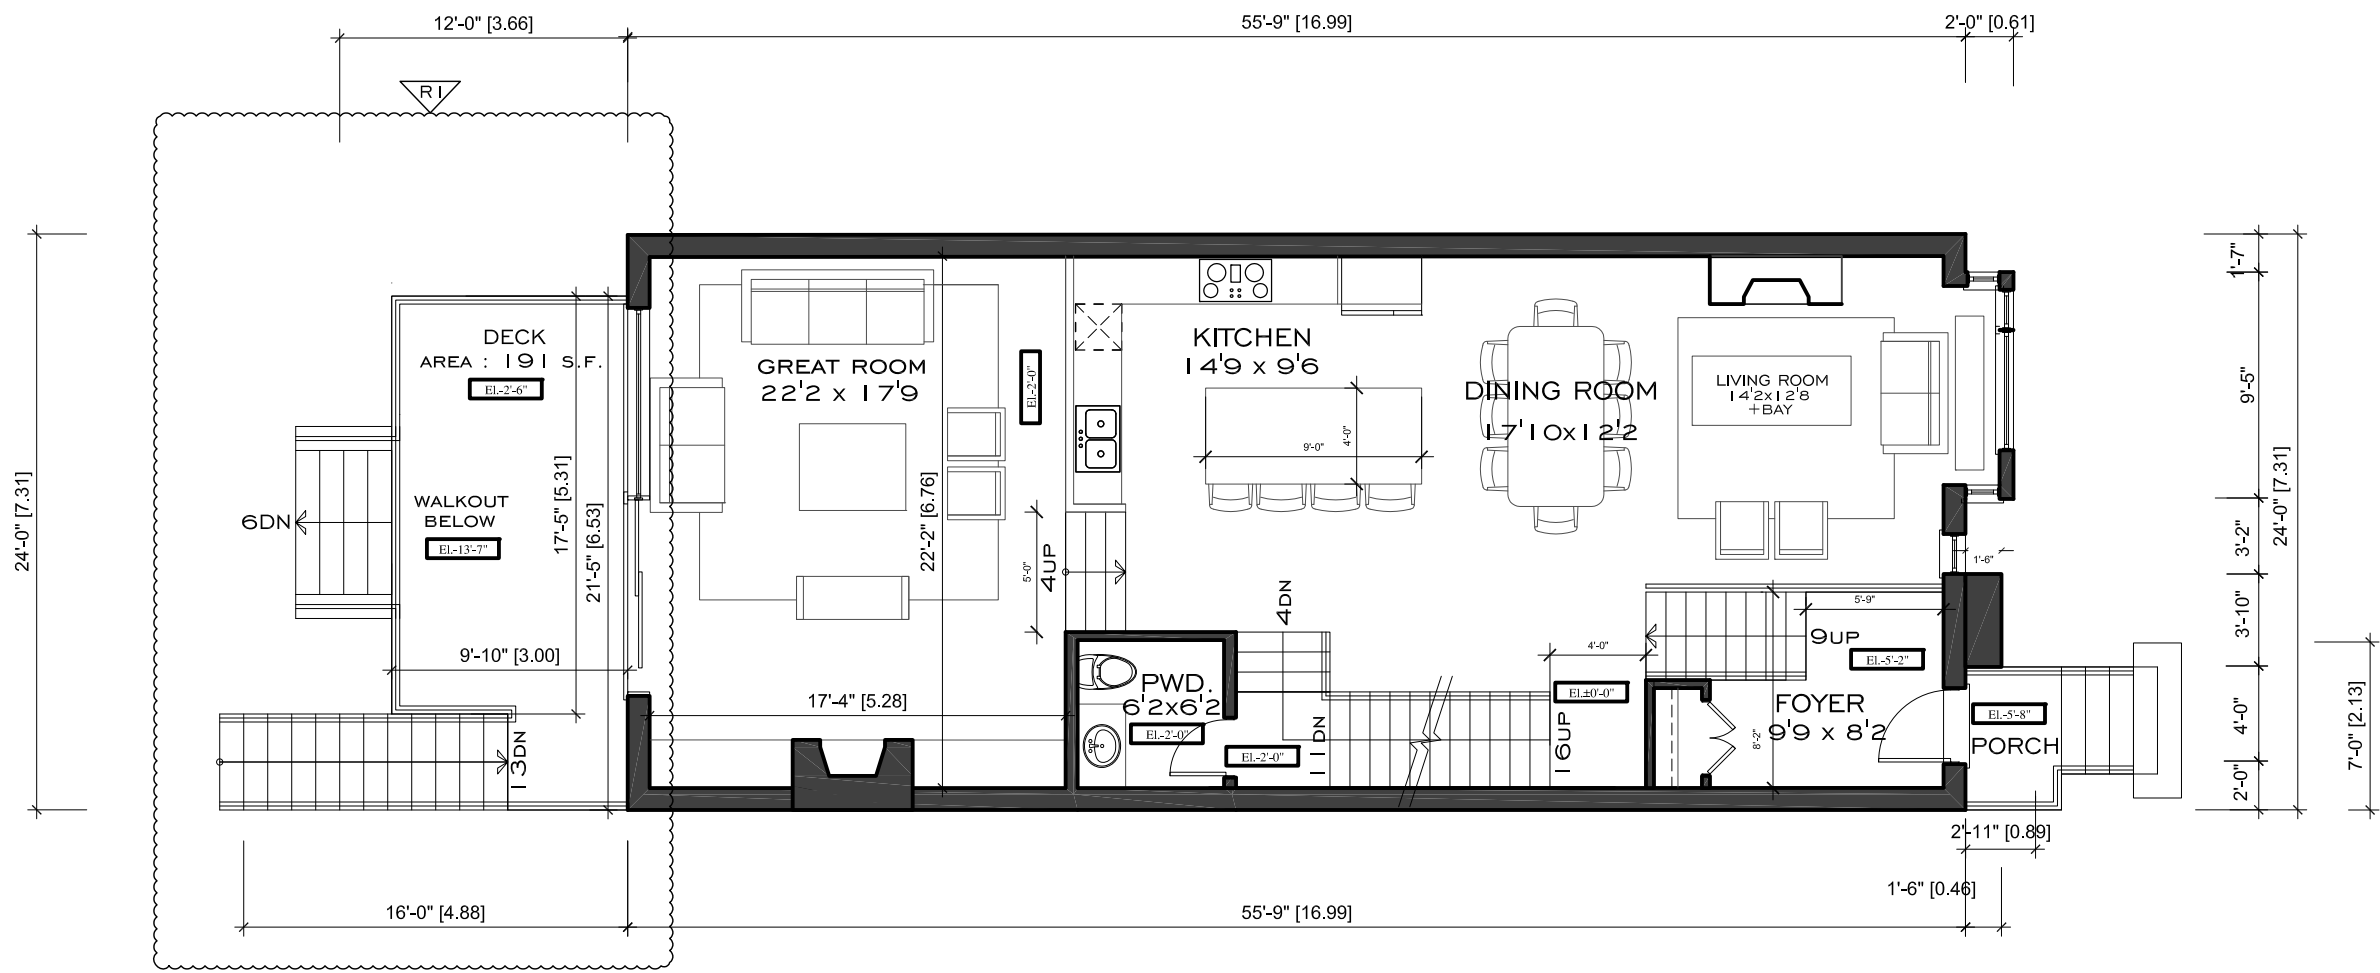 12'-0" [3.66]
55'-9" [16.99]
2'-0" [0.61]
R1
DECK
AREA : 191 S.F.
El.-2'-6"
WALKOUT
BELOW
El.-13'-7"
6DN
17'-5" [5.31]
21'-5" [6.53]
9'-10" [3.00]
13DN
24'-0" [7.31]
GREAT ROOM
22'2 x 17'9
El.-2'-0"
22'-2" [6.76]
5'-0"
4UP
17'-4" [5.28]
KITCHEN
14'9 x 9'6
9'-0"
4'-0"
DINING ROOM
17'10x12'2
LIVING ROOM
14'2x12'8
+BAY
4DN
PWD.
6'2x6'2
El.-2'-0"
El.-2'-0"
11DN
16UP
4'-0"
El.±0'-0"
9UP
5'-9"
El.-5'-2"
FOYER
9'9 x 8'2
8'-2"
El.-5'-8"
PORCH
1'-6"
1'-7"
9'-5"
3'-2"
3'-10"
4'-0"
2'-0"
24'-0" [7.31]
7'-0" [2.13]
2'-11" [0.89]
1'-6" [0.46]
16'-0" [4.88]
55'-9" [16.99]